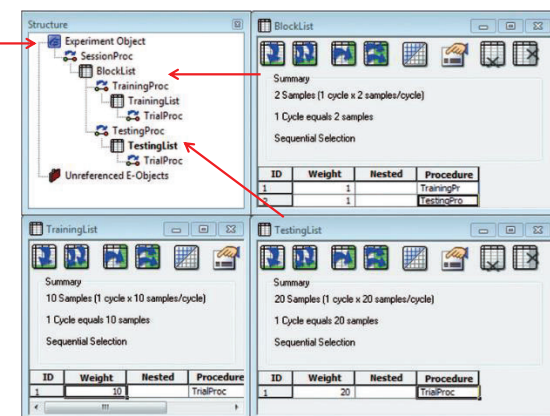 Structure
Experiment Object
SessionProc
BlockList
TrainingProc
TrainingList
TrialProc
TestingProc
TestingList
TrialProc
Unreferenced E-Objects
BlockList
Summary
2 Samples (1 cycle x 2 samples/cycle)
1 Cycle equals 2 samples
Sequential Selection
ID Weight Nested Procedure
1 1 TrainingPr
2 1 TestingPro
TrainingList
Summary
10 Samples (1 cycle x 10 samples/cycle)
1 Cycle equals 10 samples
Sequential Selection
ID Weight Nested Procedure
1 10 TrialProc
TestingList
Summary
20 Samples (1 cycle x 20 samples/cycle)
1 Cycle equals 20 samples
Sequential Selection
ID Weight Nested Procedure
1 20 TrialProc